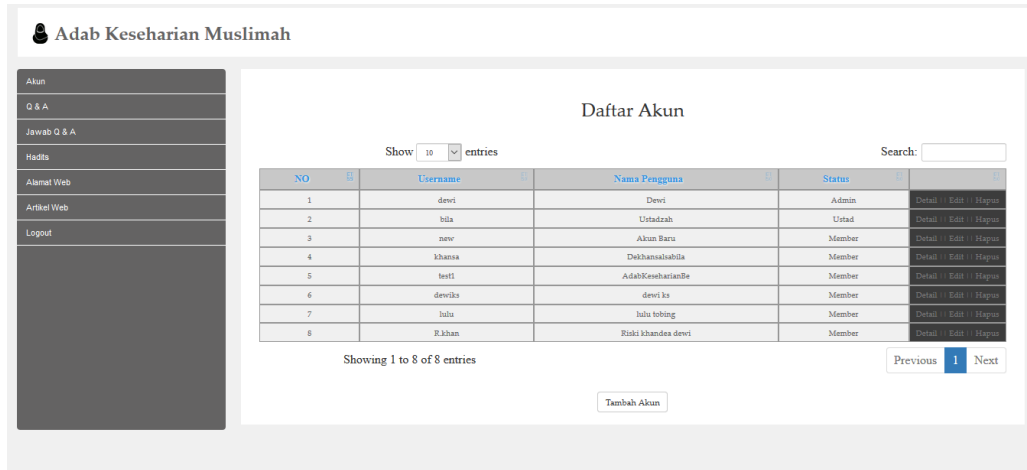 Adab Keseharian Muslimah
Akun
Q & A
Jawab Q & A
Hadits
Alamat Web
Artikel Web
Logout
Daftar Akun
Show 10 entries Search:
NO Username Nama Pengguna Status
1 dewi Dewi Admin Detail || Edit || Hapus
2 bila Ustadzah Ustad Detail || Edit || Hapus
3 new Akun Baru Member Detail || Edit || Hapus
4 khansa Dekhansalsabila Member Detail || Edit || Hapus
5 test1 AdabKeseharianBe Member Detail || Edit || Hapus
6 dewiks dewi ks Member Detail || Edit || Hapus
7 lulu lulu tobing Member Detail || Edit || Hapus
8 R.khan Riski khandea dewi Member Detail || Edit || Hapus
Showing 1 to 8 of 8 entries Previous 1 Next
Tambah Akun